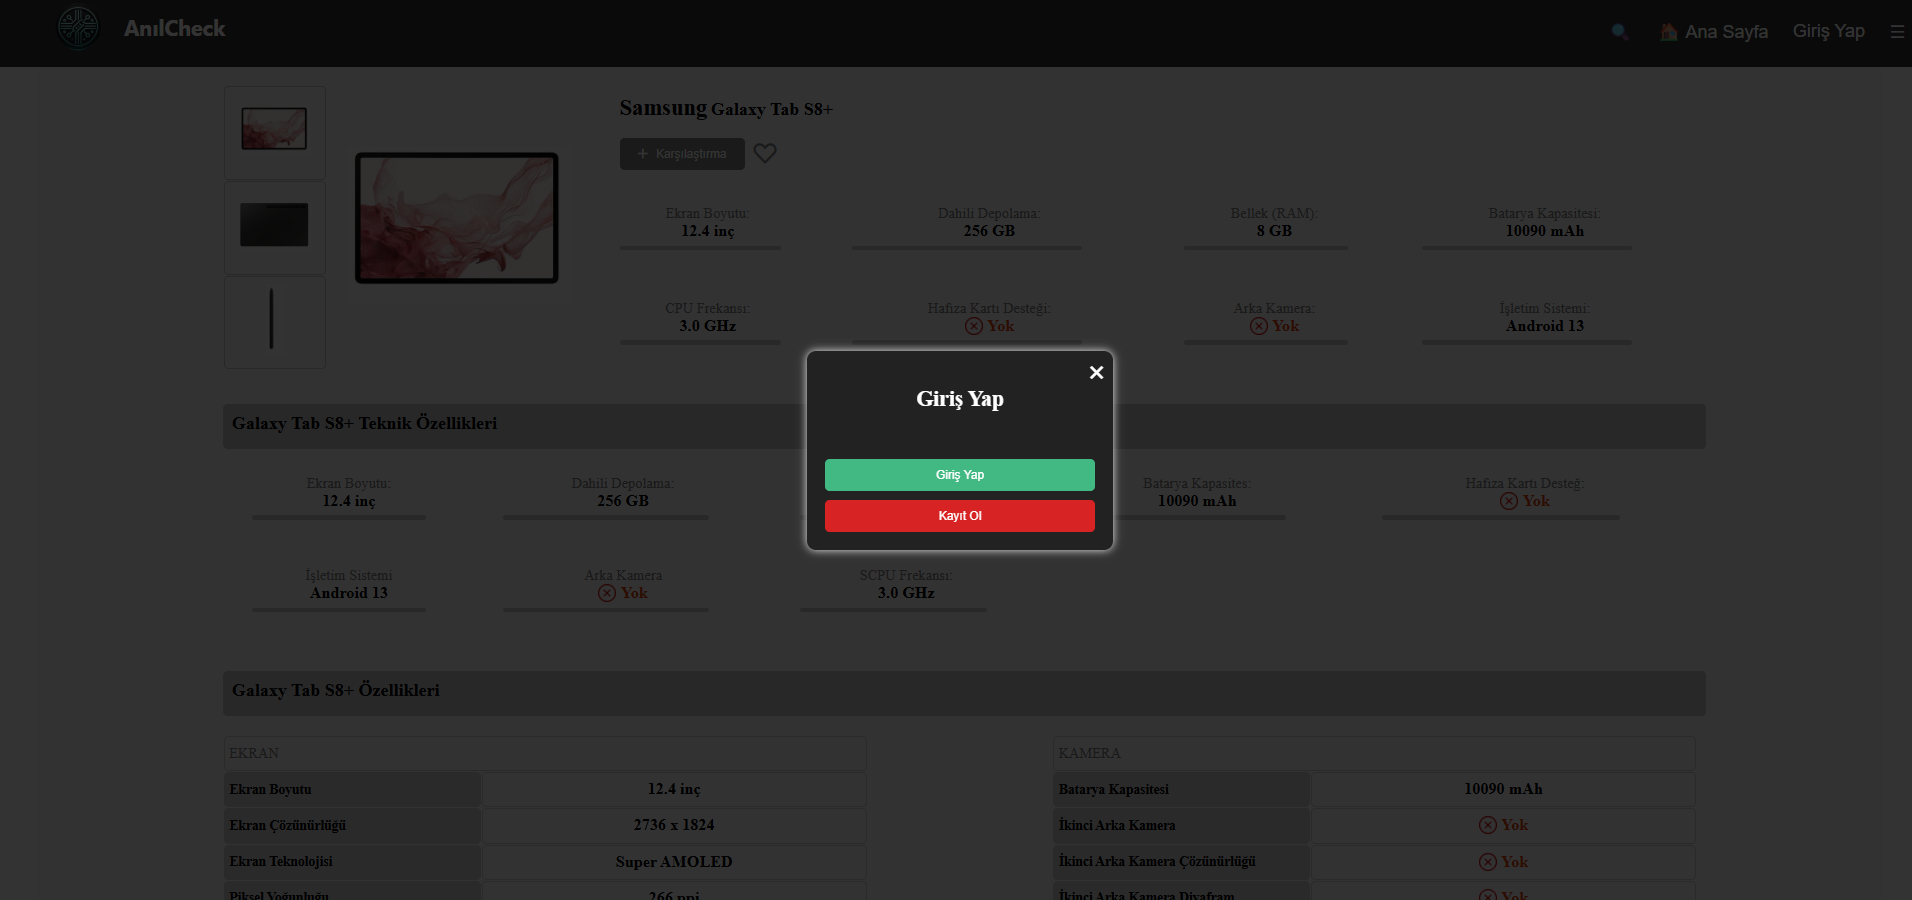 AnılCheck
Ana Sayfa Giriş Yap
Samsung Galaxy Tab S8+
Karşılaştırma
Ekran Boyutu: Dahili Depolama: Bellek (RAM): Batarya Kapasitesi:
12.4 inç 256 GB 8 GB 10090 mAh
CPU Frekansı: Hafıza Kartı Desteği: Arka Kamera: İşletim Sistemi:
3.0 GHz Yok Yok Android 13
Giriş Yap
Giriş Yap
Kayıt Ol
Galaxy Tab S8+ Teknik Özellikleri
Ekran Boyutu: Dahili Depolama: Batarya Kapasites: Hafıza Kartı Desteğ:
12.4 inç 256 GB 10090 mAh Yok
İşletim Sistemi Arka Kamera SCPU Frekansı:
Android 13 Yok 3.0 GHz
Galaxy Tab S8+ Özellikleri
EKRAN
Ekran Boyutu 12.4 inç
Ekran Çözünürlüğü 2736 x 1824
Ekran Teknolojisi Super AMOLED
Piksel Yoğunluğu 266 ppi
KAMERA
Batarya Kapasitesi 10090 mAh
İkinci Arka Kamera Yok
İkinci Arka Kamera Çözünürlüğü Yok
İkinci Arka Kamera Diyafram Yok